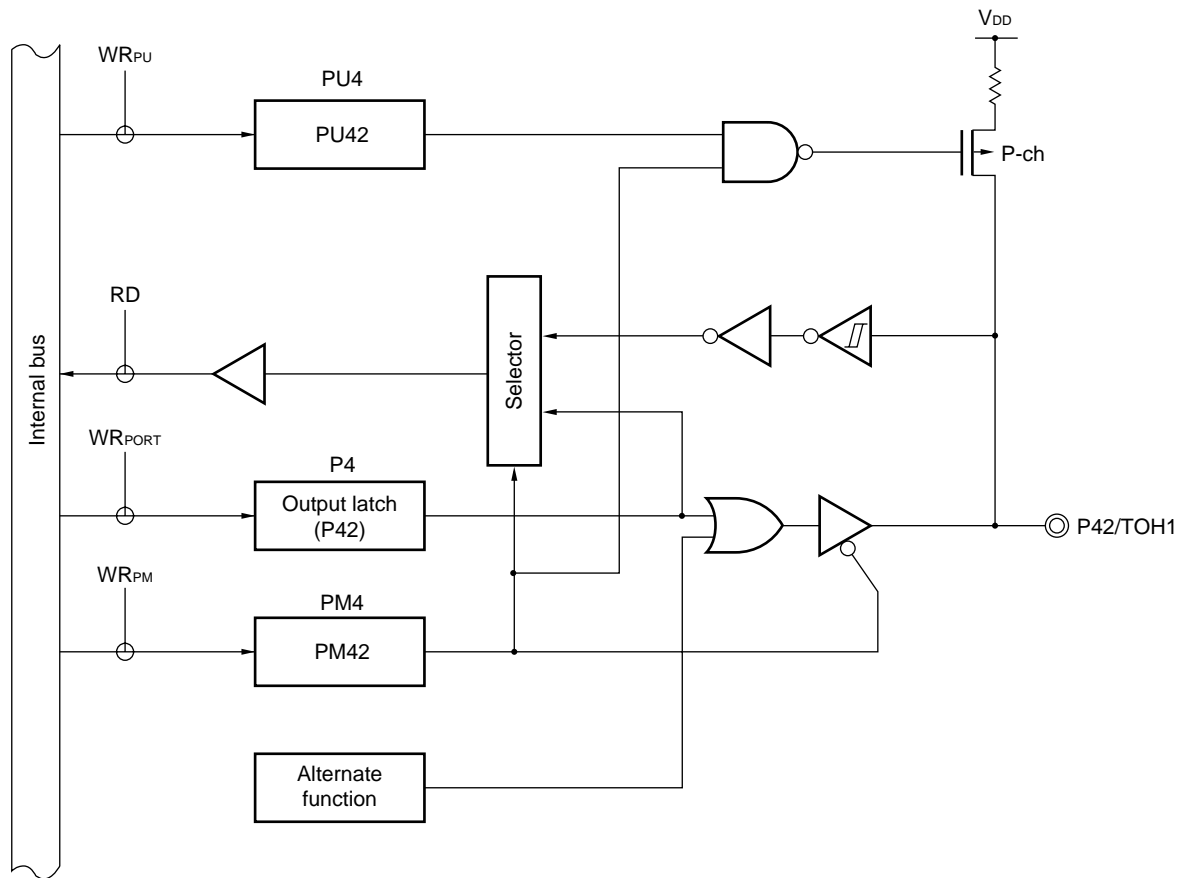 VDD
WRPU
PU4
PU42
P-ch
RD
Selector
Internal bus
WRPORT
P4
Output latch
(P42)
P42/TOH1
WRPM
PM4
PM42
Alternate
function